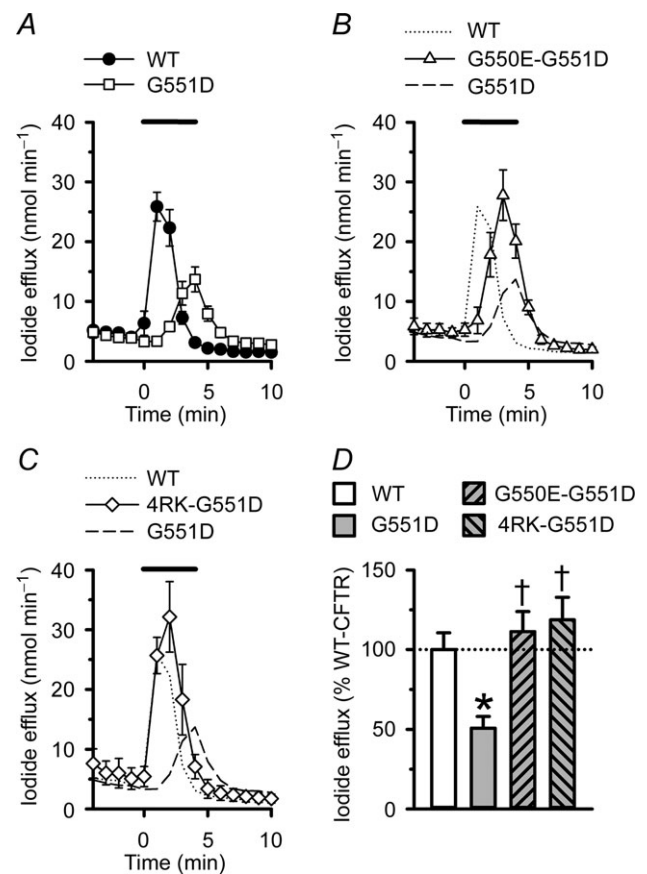 A
WT
G551D
40
30
20
10
0
Iodide efflux (nmol min−1)
0
5
10
Time (min)
B
WT
G550E-G551D
G551D
40
30
20
10
0
Iodide efflux (nmol min−1)
0
5
10
Time (min)
C
WT
4RK-G551D
G551D
40
30
20
10
0
Iodide efflux (nmol min−1)
0
5
10
Time (min)
D
WT
G550E-G551D
G551D
4RK-G551D
150
100
50
0
Iodide efflux (% WT-CFTR)
*
†
†